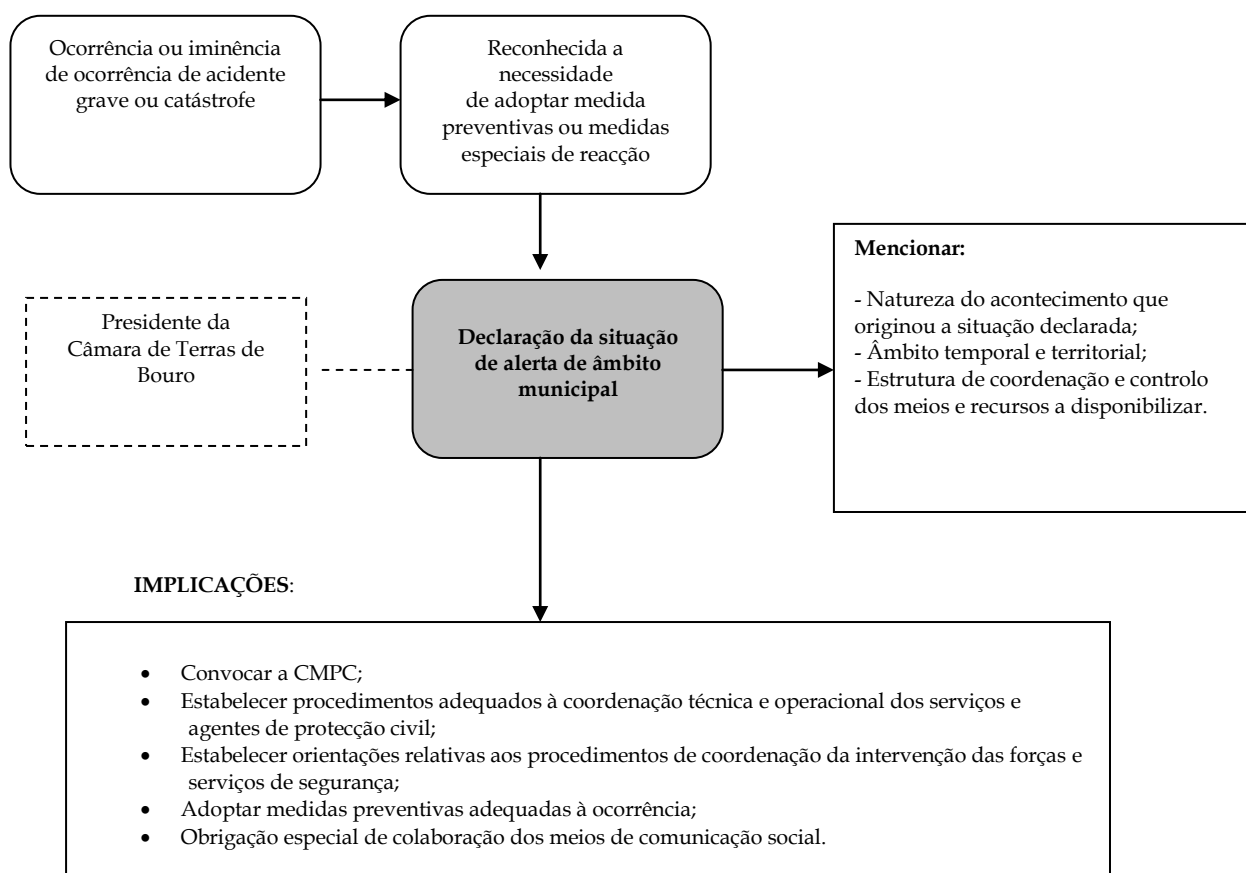 Ocorrência ou iminência
de ocorrência de acidente
grave ou catástrofe
Reconhecida a
necessidade
de adoptar medida
preventivas ou medidas
especiais de reacção
Presidente da
Câmara de Terras de
Bouro
Declaração da situação
de alerta de âmbito
municipal
Mencionar:
- Natureza do acontecimento que
originou a situação declarada;
- Âmbito temporal e territorial;
- Estrutura de coordenação e controlo
dos meios e recursos a disponibilizar.
IMPLICAÇÕES:
• Convocar a CMPC;
• Estabelecer procedimentos adequados à coordenação técnica e operacional dos serviços e
agentes de protecção civil;
• Estabelecer orientações relativas aos procedimentos de coordenação da intervenção das forças e
serviços de segurança;
• Adoptar medidas preventivas adequadas à ocorrência;
• Obrigação especial de colaboração dos meios de comunicação social.